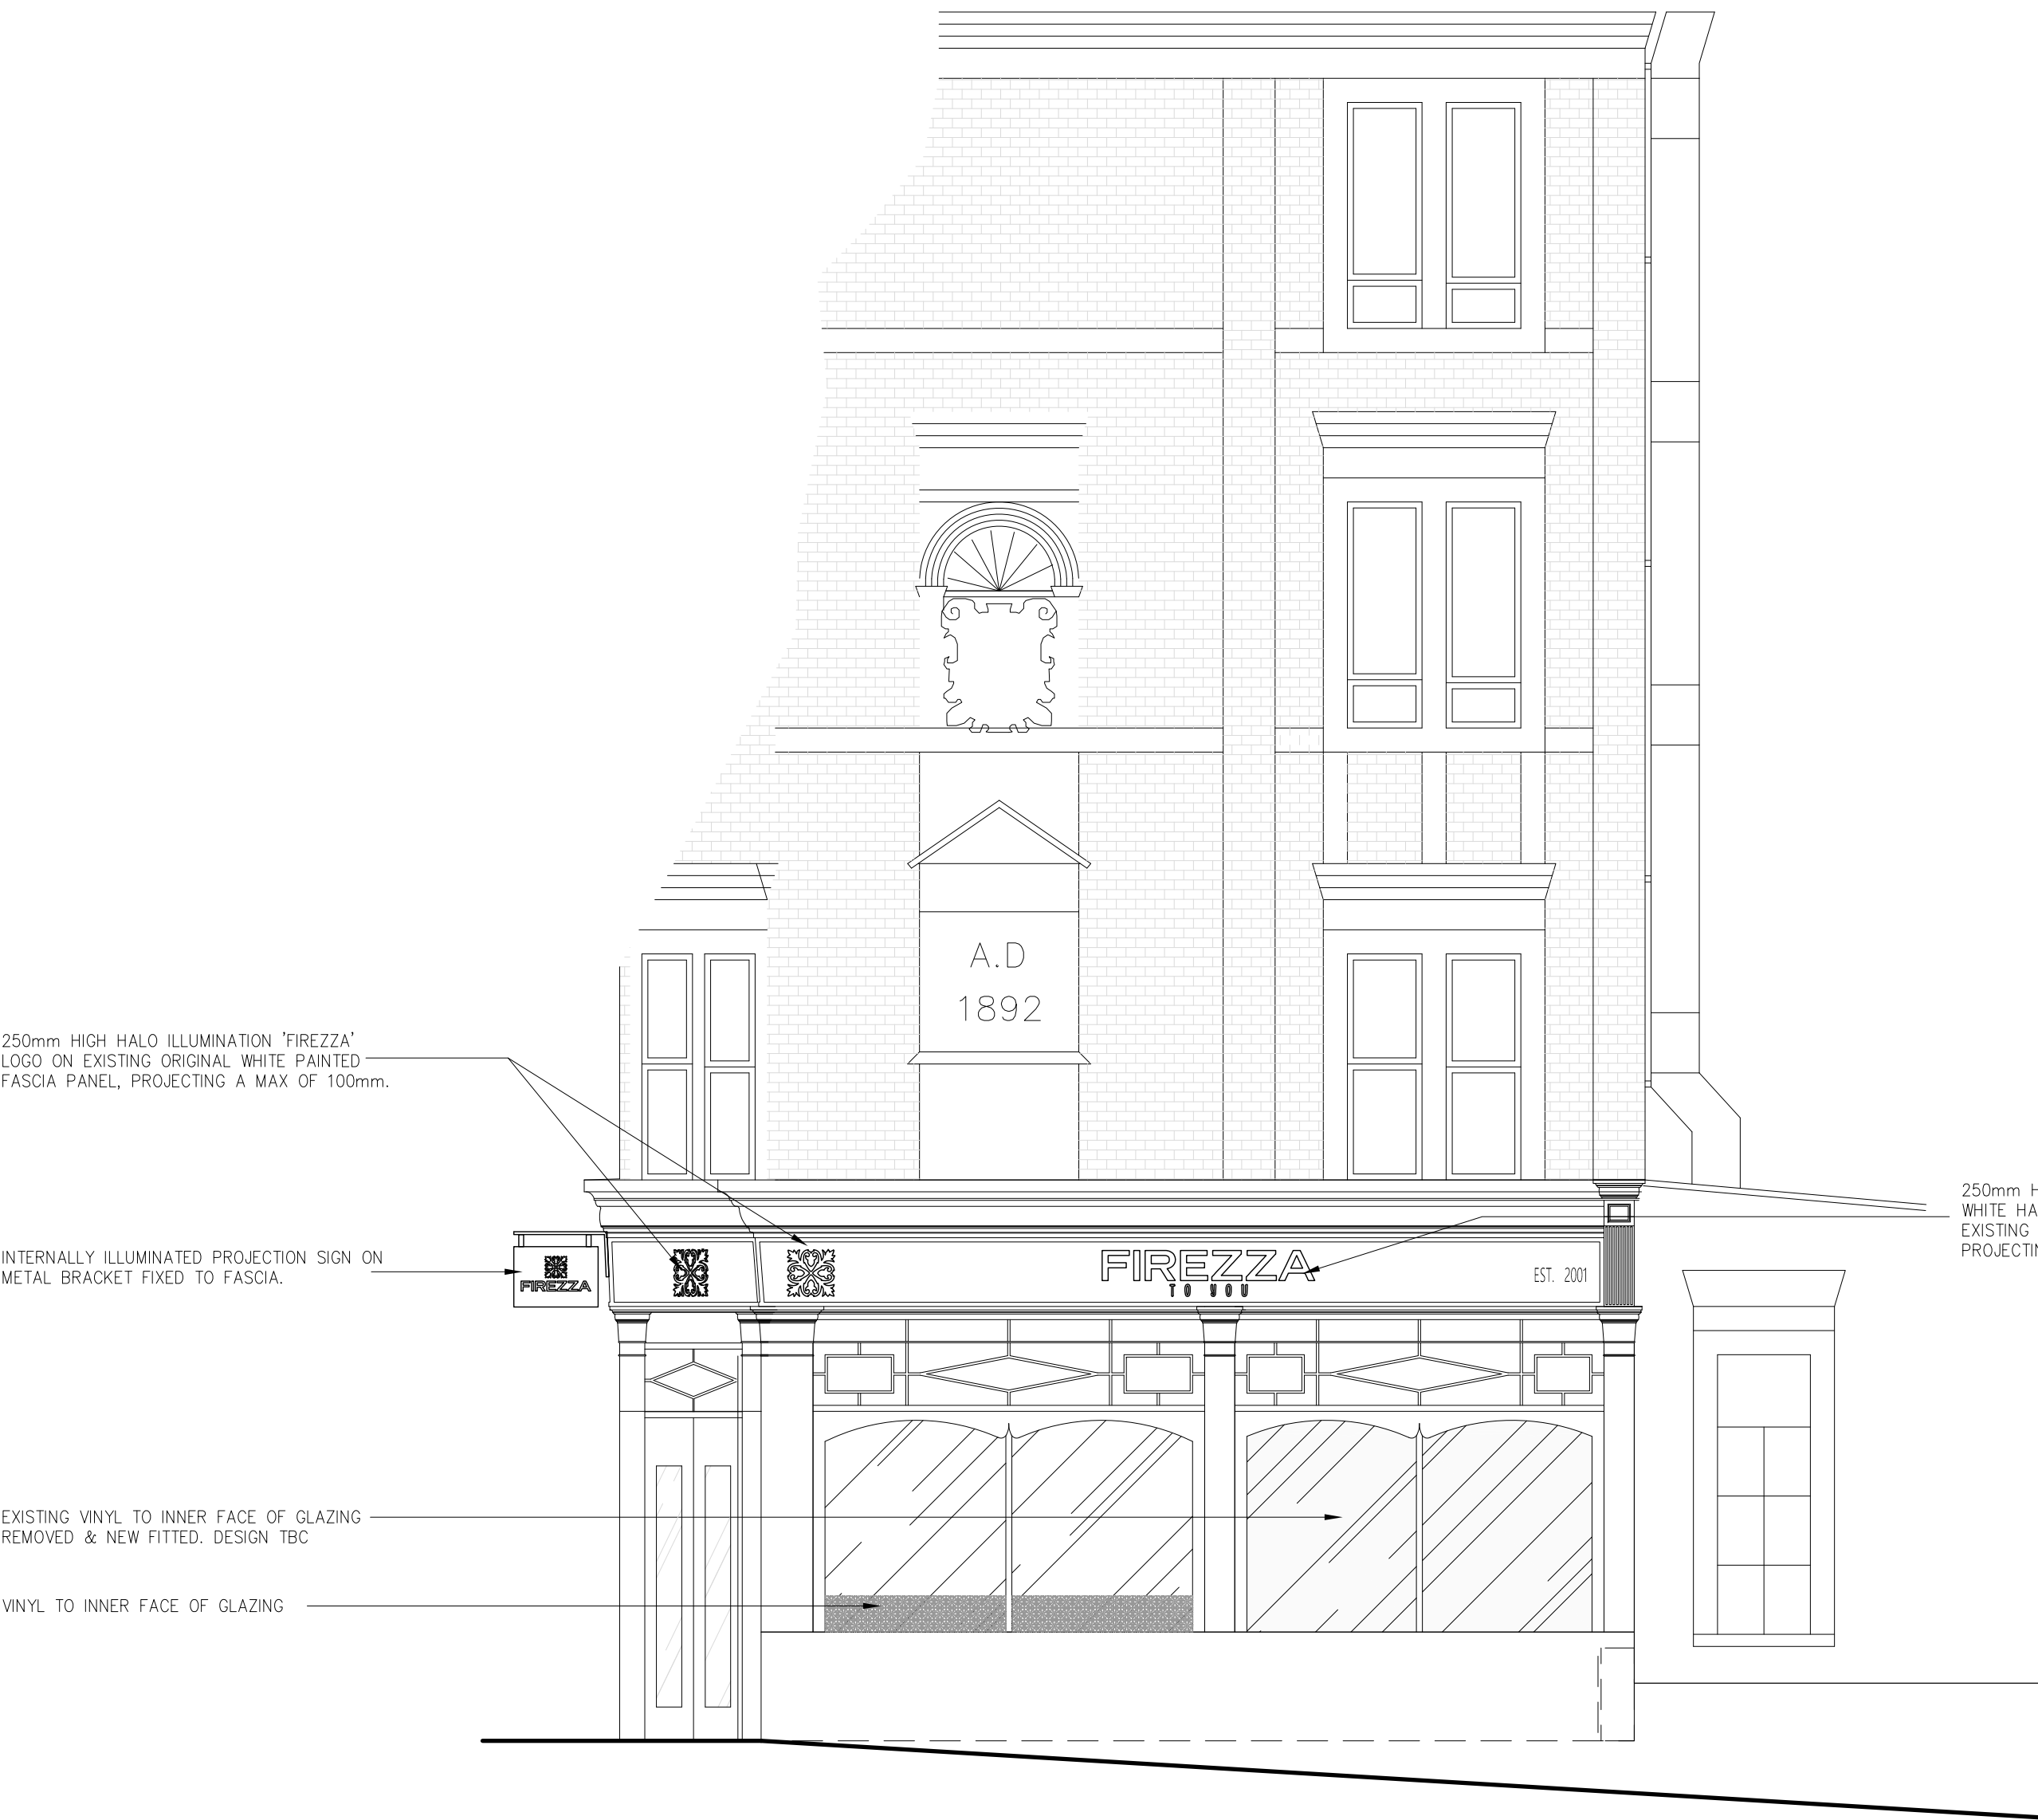 A.D
1892
250mm HIGH HALO ILLUMINATION 'FIREZZA'
LOGO ON EXISTING ORIGINAL WHITE PAINTED
FASCIA PANEL, PROJECTING A MAX OF 100mm.
INTERNALLY ILLUMINATED PROJECTION SIGN ON
METAL BRACKET FIXED TO FASCIA.
FIREZZA
FIREZZA
TO YOU
EST. 2001
250mm
WHITE
EXISTING
EXISTING VINYL TO INNER FACE OF GLAZING
REMOVED & NEW FITTED. DESIGN TBC
VINYL TO INNER FACE OF GLAZING